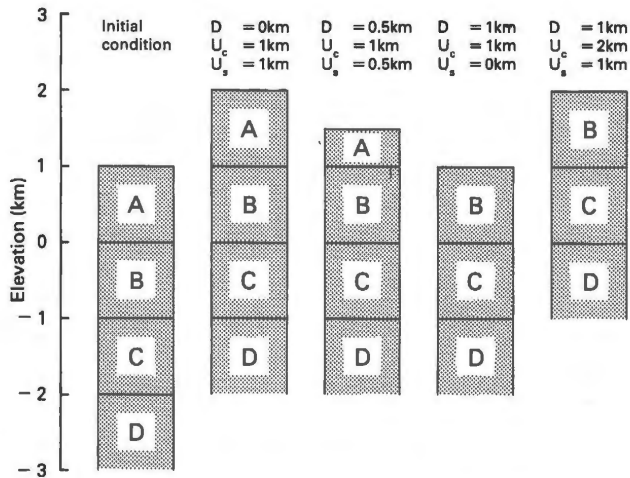 Initial condition
D = 0km
U_c = 1km
U_s = 1km
D = 0.5km
U_c = 1km
U_s = 0.5km
D = 1km
U_c = 1km
U_s = 0km
D = 1km
U_c = 2km
U_s = 1km
Elevation (km)
3
2
1
0
-1
-2
-3
A
B
C
D
A
B
C
D
A
B
C
D
B
C
D
B
C
D